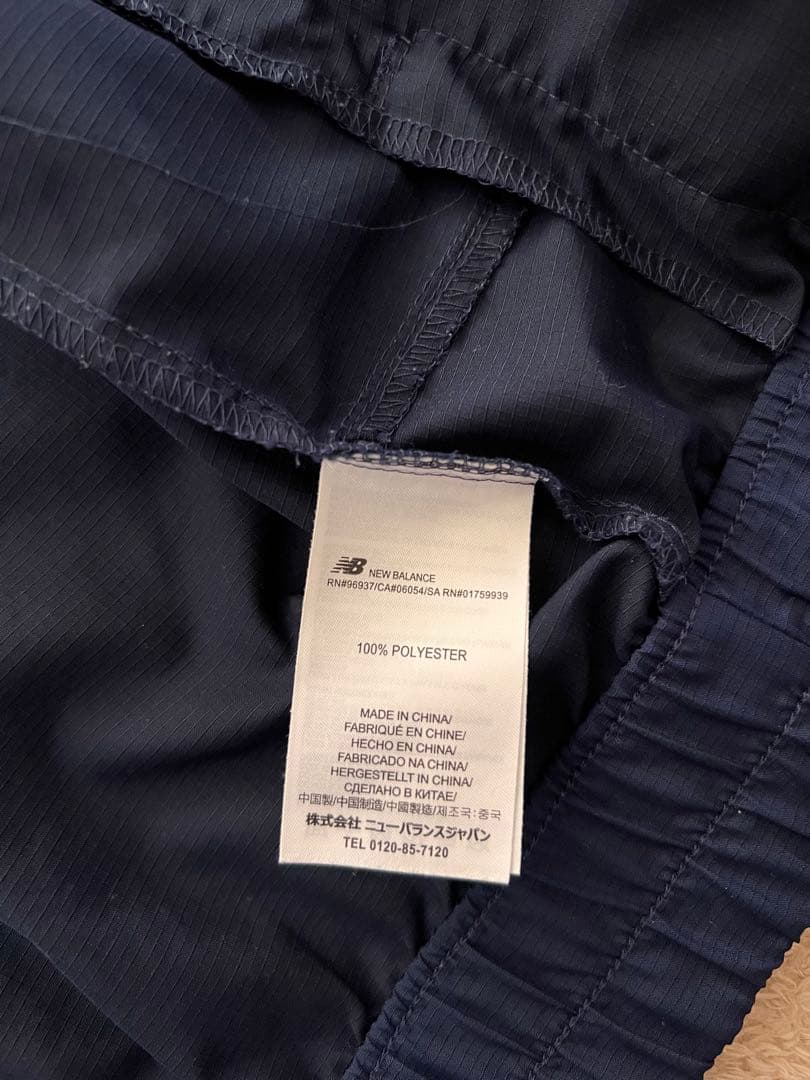 NB NEW BALANCE
RN#96937/CA#06054/SA RN#01759939
100% POLYESTER
MADE IN CHINA/
FABRIQUÉ EN CHINE/
HECHO EN CHINA/
FABRICADO NA CHINA/
HERGESTELLT IN CHINA/
СДЕЛАНО В КИТАЕ/
中国製/中国制造/中國製造/제조국:중국
株式会社 ニューバランスジャパン
TEL 0120-85-7120